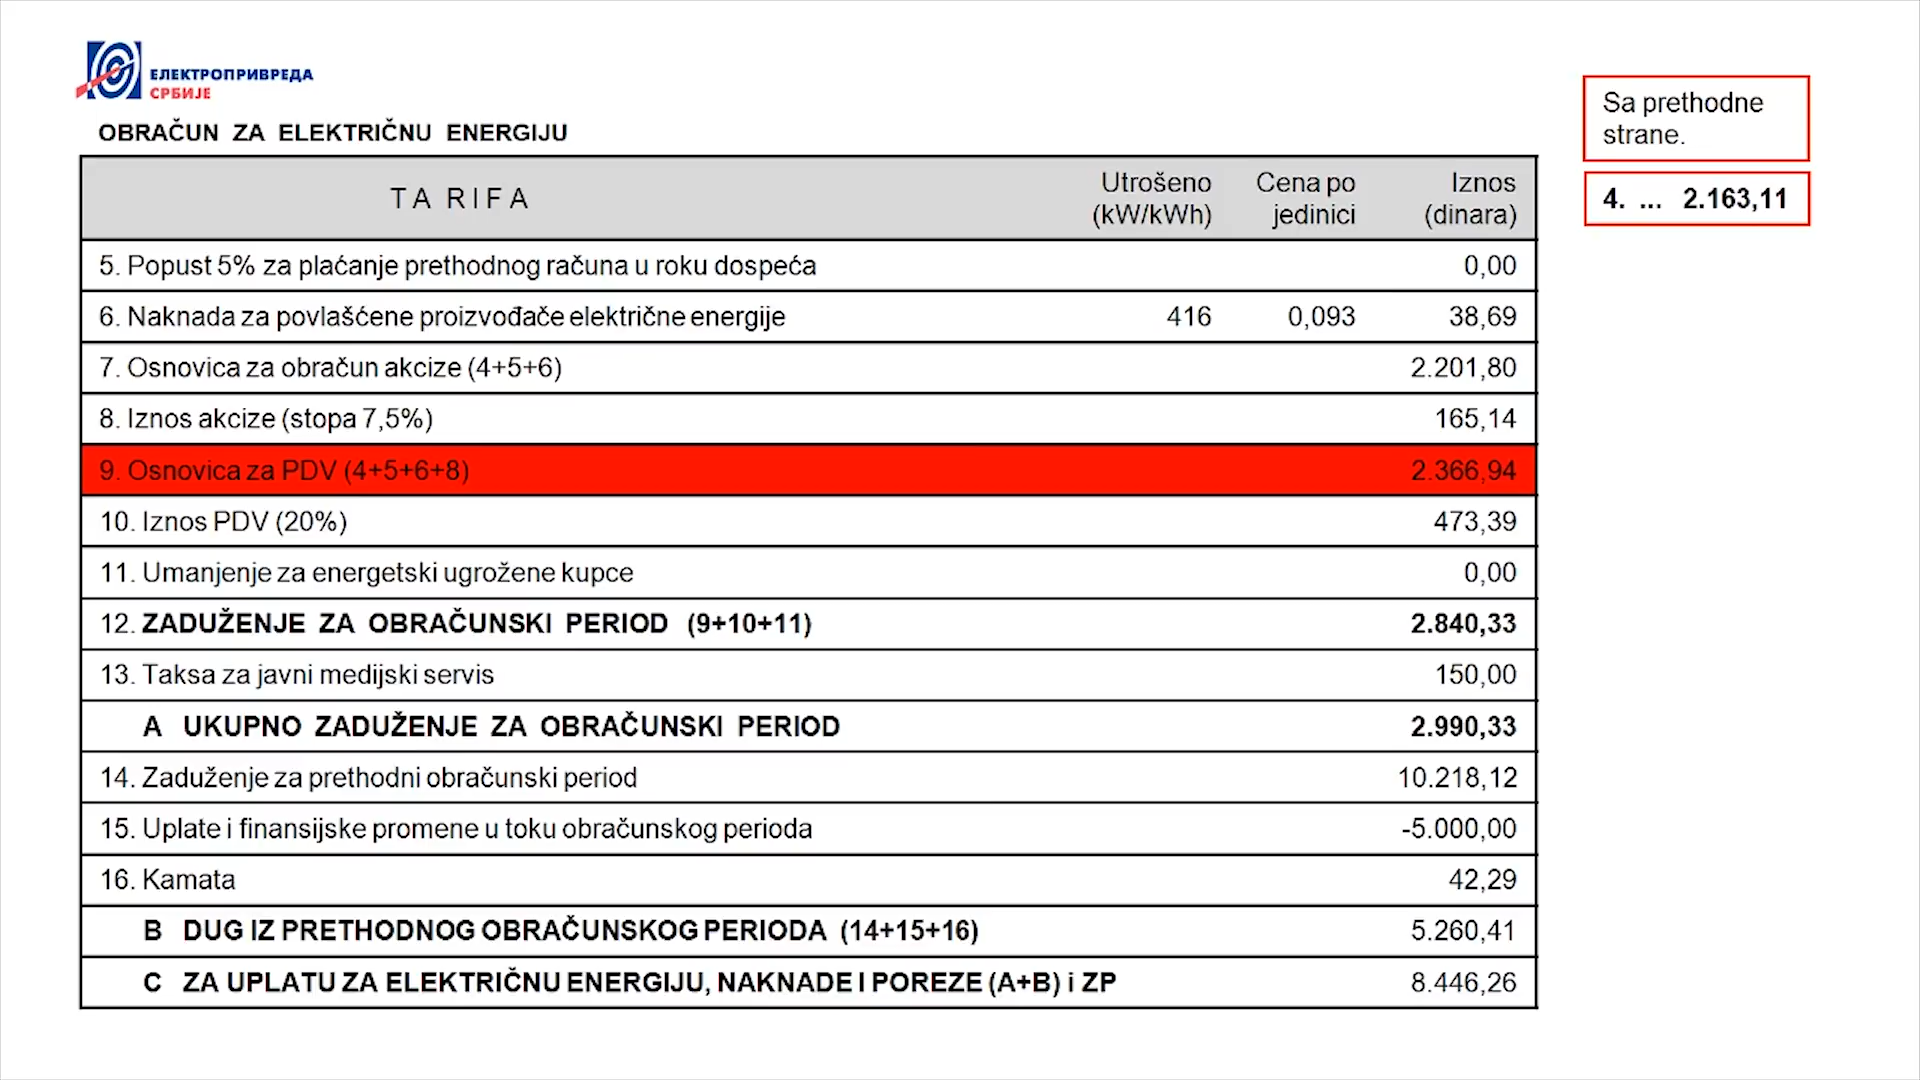 ЕЛЕКТРОПРИВРЕДА
СРБИЈЕ
OBRAČUN ZA ELEKTRIČNU ENERGIJU
Sa prethodne
strane.
4. ... 2.163,11
TARIFA Utrošeno (kW/kWh) Cena po jedinici Iznos (dinara)
5. Popust 5% za plaćanje prethodnog računa u roku dospeća 0,00
6. Naknada za povlašćene proizvođače električne energije 416 0,093 38,69
7. Osnovica za obračun akcize (4+5+6) 2.201,80
8. Iznos akcize (stopa 7,5%) 165,14
9. Osnovica za PDV (4+5+6+8) 2.366,94
10. Iznos PDV (20%) 473,39
11. Umanjenje za energetski ugrožene kupce 0,00
12. ZADUŽENJE ZA OBRAČUNSKI PERIOD (9+10+11) 2.840,33
13. Taksa za javni medijski servis 150,00
A UKUPNO ZADUŽENJE ZA OBRAČUNSKI PERIOD 2.990,33
14. Zaduženje za prethodni obračunski period 10.218,12
15. Uplate i finansijske promene u toku obračunskog perioda -5.000,00
16. Kamata 42,29
B DUG IZ PRETHODNOG OBRAČUNSKOG PERIODA (14+15+16) 5.260,41
C ZA UPLATU ZA ELEKTRIČNU ENERGIJU, NAKNADE I POREZE (A+B) i ZP 8.446,26